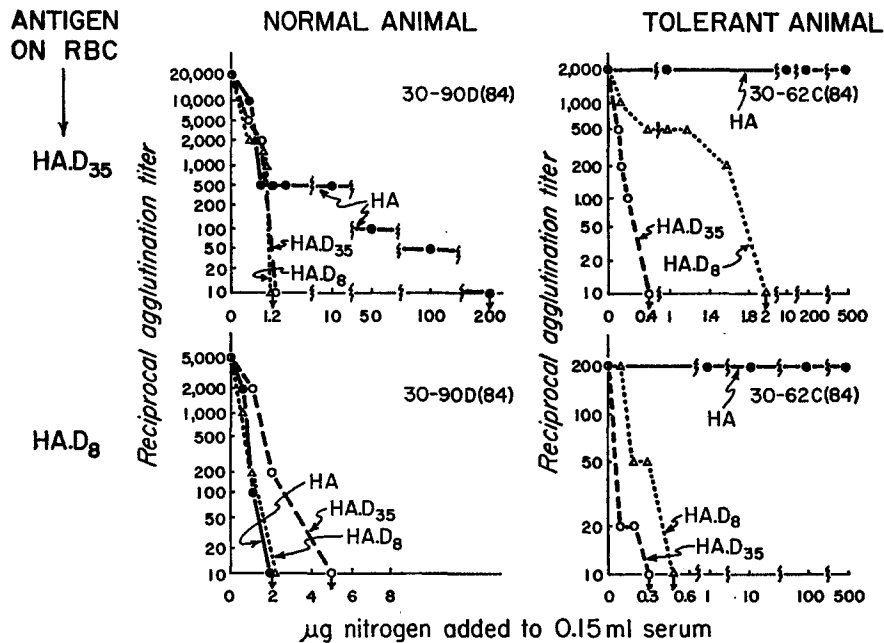 ANTIGEN
ON RBC
NORMAL ANIMAL
TOLERANT ANIMAL
HA.D35
Reciprocal agglutination titer
20,000
10,000
5,000
2,000
1,000
500
200
100
50
20
10
30-90D(84)
HA
HA.D35
HA.D8
0
1.2
10
50
100
200
Reciprocal agglutination titer
2,000
1,000
500
200
1.00
50
20
10
30-62C(84)
HA
HA.D35
HA.D8
0
0.4
1
1.4
1.8
2
10
200
500
HA.D8
5,000
2,000
1,000
500
200
100
50
20
10
30-90D(84)
HA
HA.D35
HA.D8
0
2
4
6
8
200
100
50
20
10
30-62C(84)
HA
HA.D8
HA.D35
0
0.3
0.6
1
10
100
500
µg nitrogen added to 0.15 ml serum